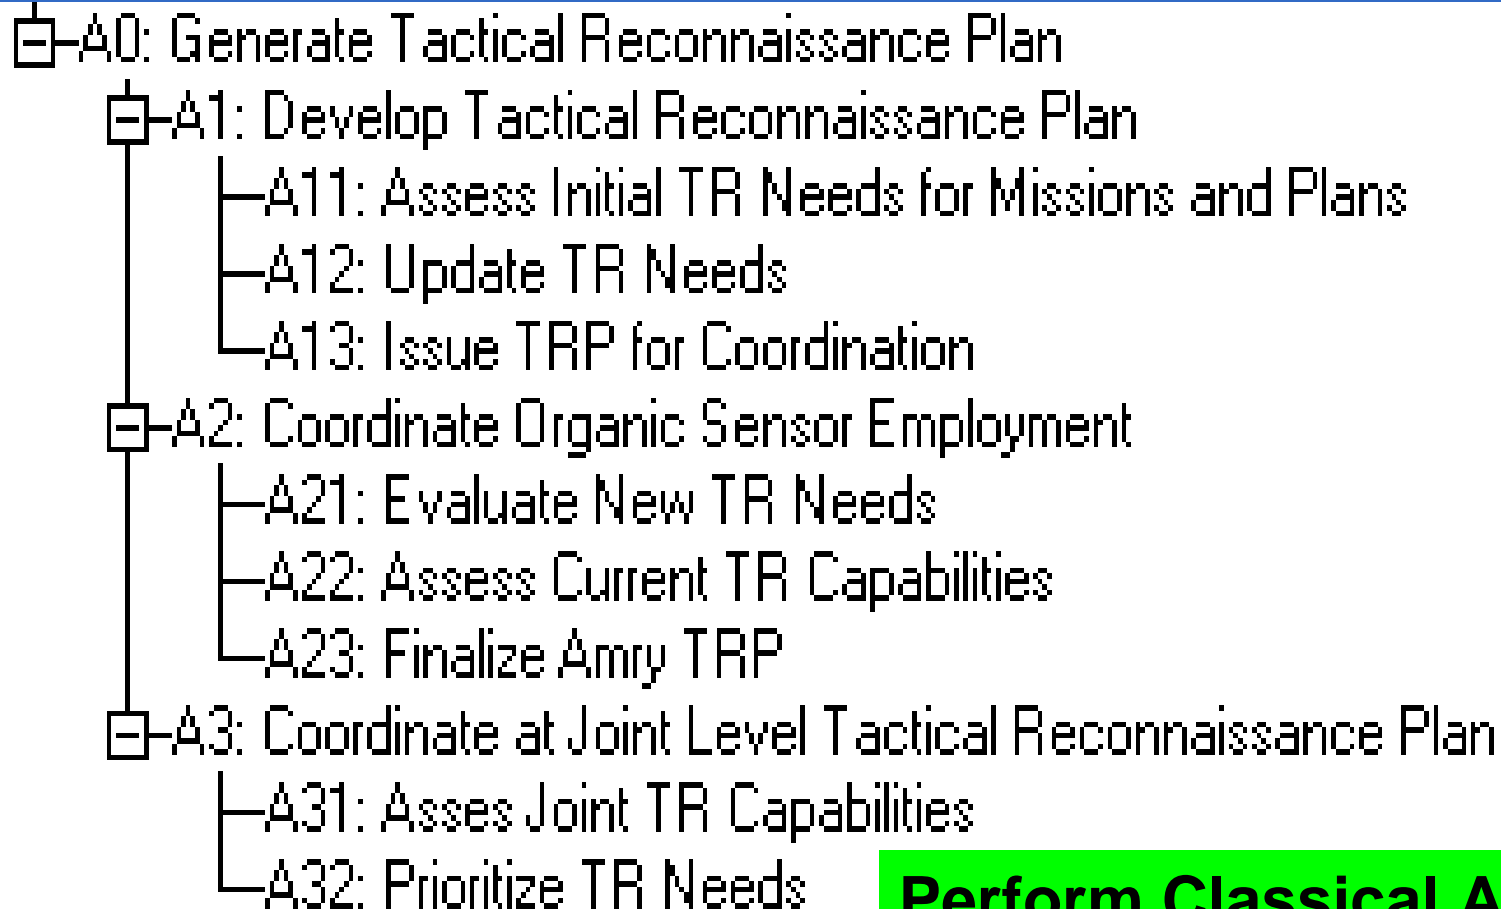 A0: Generate Tactical Reconnaissance Plan
A1: Develop Tactical Reconnaissance Plan
A11: Assess Initial TR Needs for Missions and Plans
A12: Update TR Needs
A13: Issue TRP for Coordination
A2: Coordinate Organic Sensor Employment
A21: Evaluate New TR Needs
A22: Assess Current TR Capabilities
A23: Finalize Amry TRP
A3: Coordinate at Joint Level Tactical Reconnaissance Plan
A31: Asses Joint TR Capabilities
A32: Prioritize TR Needs
Perform Classical A